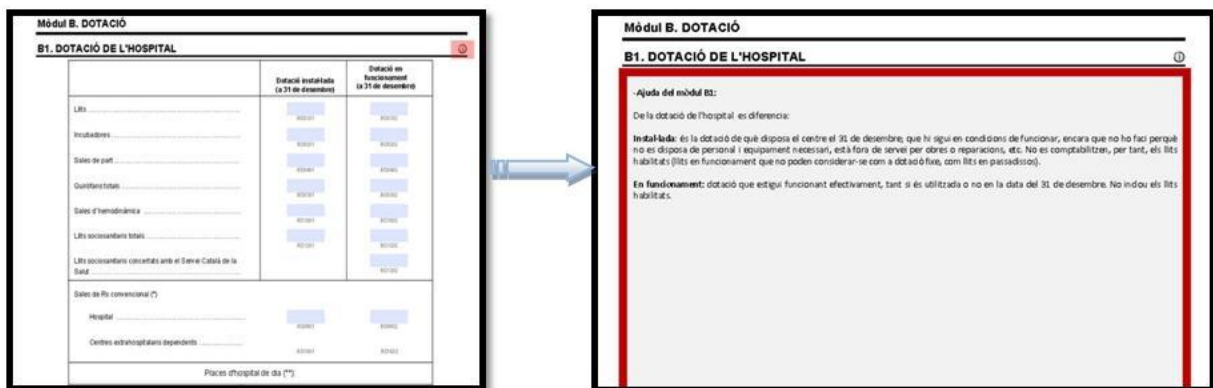 Mòdul B. DOTACIÓ
B1. DOTACIÓ DE L'HOSPITAL
Dotació instal·lada
(a 31 de desembre)
Dotació en
funcionament
(a 31 de desembre)
Llits
Incubadores
Sales de part
Quiròfans totals
Sales d'hemodinàmica
Llits sociosanitaris totals
Llits sociosanitaris concertats amb el Servei Català de la
Salut
Sales de Rx convencional (*)
Hospital
Centres extrahospitalaris dependents
Places d'hospital de dia (**)
Mòdul B. DOTACIÓ
B1. DOTACIÓ DE L'HOSPITAL
-Ajuda del mòdul B1:
De la dotació de l'hospital es diferencia:
Instal·lada: és la dotació de què disposa el centre el 31 de desembre, que hi sigui en condicions de funcionar, encara que no ho faci perquè
no es disposa de personal i equipament necessari, està fora de servei per obres o reparacions, etc. No es comptabilitzen, per tant, els llits
habilitats (llits en funcionament que no poden considerar-se com a dotació fixe, com llits en passadissos).
En funcionament: dotació que estigui funcionant efectivament, tant si és utilitzada o no en la data del 31 de desembre. No inclou els llits
habilitats.